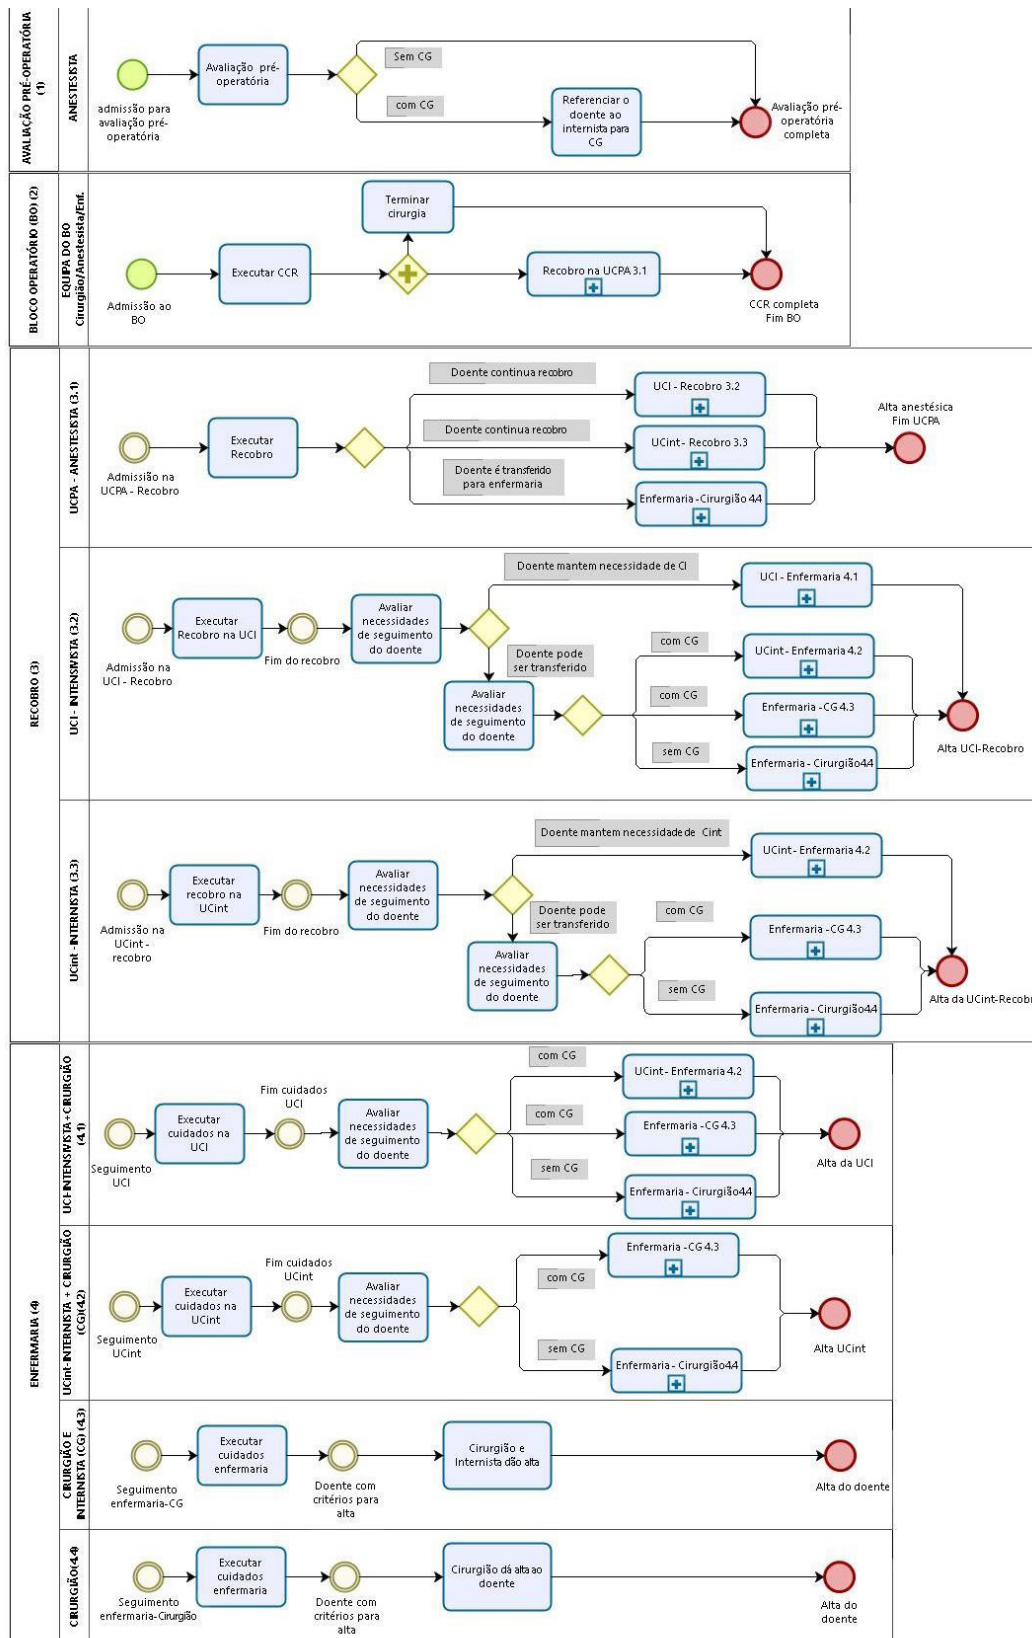 AVALIAÇÃO PRÉ-OPERATÓRIA
(1)
ANESTESISTA
admissão para
avaliação pré-
operatória
Avaliação pré-
operatória
Sem CG
com CG
Referenciar o
doente ao
internista para
CG
Avaliação pré-
operatória
completa
BLOCO OPERATÓRIO (BO) (2)
EQUIPA DO BO
Cirurgião/Anestesista/Enf.
Admissão ao
BO
Executar CCR
Terminar
cirurgia
Recobro na UCPA 3.1
CCR completa
Fim BO
RECOBRO (3)
UCPA - ANESTESISTA (3.1)
Admissião na
UCPA - Recobro
Executar
Recobro
Doente continua recobro
Doente continua recobro
Doente é transferido
para enfermaria
UCI - Recobro 3.2
UCint- Recobro 3.3
Enfermaria -Cirurgião 4.4
Alta anestésica
Fim UCPA
UCI - INTENSIVISTA (3.2)
Admissão na
UCI - Recobro
Executar
Recobro na UCI
Fim do recobro
Avaliar
necessidades
de seguimento do
doente
Doente mantem necessidade de CI
Doente pode
ser transferido
Avaliar
necessidades
de seguimento
do doente
com CG
com CG
sem CG
UCI - Enfermaria 4.1
UCint- Enfermaria
4.2
Enfermaria -CG 4.3
Enfermaria - Cirurgião4.4
Alta UCI-Recobro
UCint -INTERNISTA (3.3)
Admissão na
UCint -
recobro
Executar
recobro na
UCint
Fim do recobro
Avaliar
necessidades
de seguimento
do doente
Doente mantem necessidade de Cint
Doente pode
ser transferido
Avaliar
necessidades
de seguimento
do doente
com CG
sem CG
UCint- Enfermaria 4.2
Enfermaria -CG 4.3
Enfermaria - Cirurgião4.4
Alta da UCint-Recobro
ENFERMARIA (4)
UCI-INTENSIVISTA + CIRURGIÃO
(4.1)
Seguimento
UCI
Executar
cuidados na
UCI
Fim cuidados
UCI
Avaliar
necessidades
de seguimento
do doente
com CG
com CG
sem CG
UCint- Enfermaria 4.2
Enfermaria -CG 4.3
Enfermaria - Cirurgião4.4
Alta da UCI
UCint-INTERNISTA + CIRURGIÃO
(CG)(4.2)
Seguimento
UCint
Executar
cuidados na
UCint
Fim cuidados
UCint
Avaliar
necessidades
de seguimento
do doente
com CG
sem CG
Enfermaria -CG 4.3
Enfermaria - Cirurgião4.4
Alta UCint
CIRURGIÃO E
INTERNISTA (CG) (4.3)
Seguimento
enfermaria-CG
Executar
cuidados
enfermaria
Doente com
critérios para
alta
Cirurgião e
Internista dão alta
Alta do doente
CIRURGIÃO(4.4)
Seguimento
enfermaria-Cirurgião
Executar
cuidados
enfermaria
Doente com
critérios para
alta
Cirurgião dá alta ao
doente
Alta do
doente